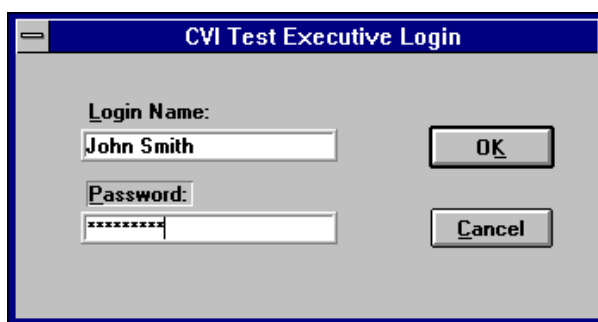 CVI Test Executive Login
Login Name:
John Smith
OK
Password:
*********
Cancel